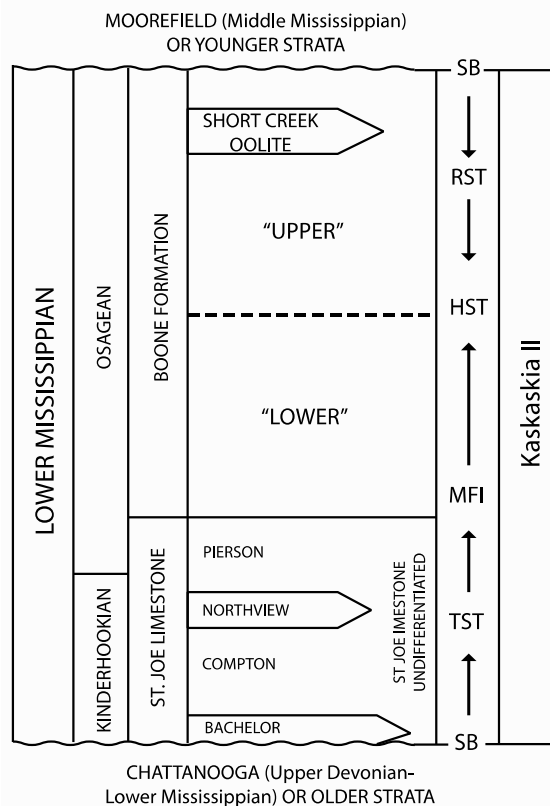 MOOREFIELD (Middle Mississippian)
OR YOUNGER STRATA
LOWER MISSISSIPPIAN
OSAGEAN
KINDERHOOKIAN
BOONE FORMATION
ST. JOE LIMESTONE
SHORT CREEK
OOLITE
“UPPER”
“LOWER”
PIERSON
NORTHVIEW
COMPTON
BACHELOR
ST JOE IMESTONE
UNDIFFERENTIATED
SB
RST
HST
MFI
TST
SB
Kaskaskia II
CHATTANOOGA (Upper Devonian-
Lower Mississippian) OR OLDER STRATA